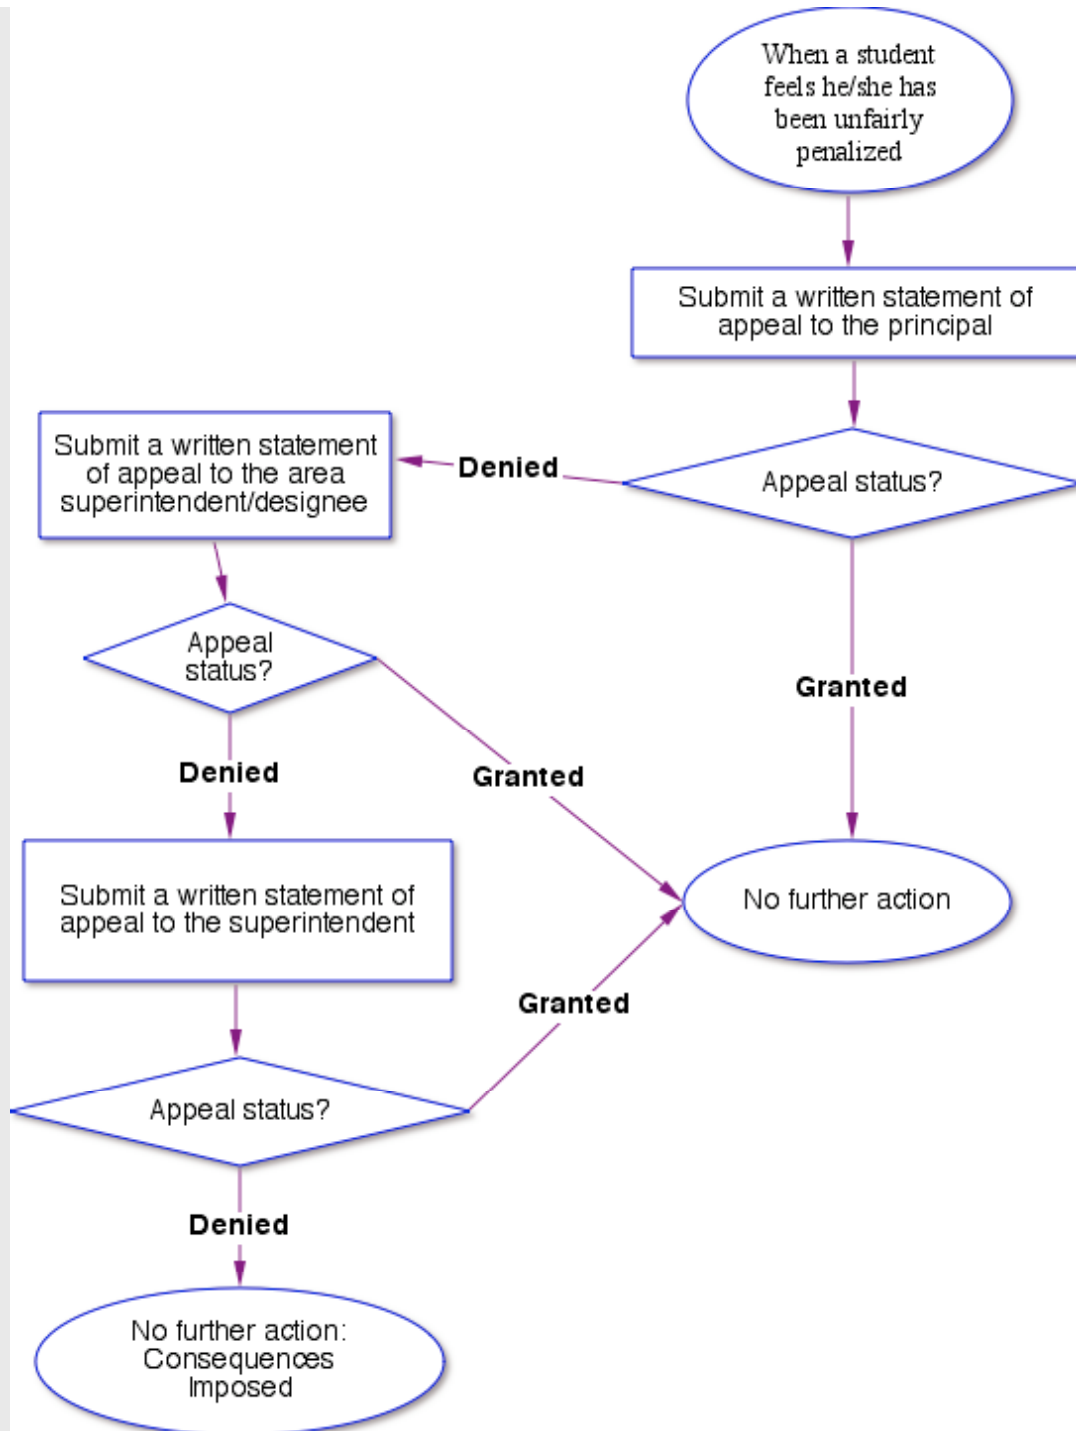 When a student
feels he/she has
been unfairly
penalized
Submit a written statement of
appeal to the principal
Appeal status?
Denied
Submit a written statement
of appeal to the area
superintendent/designee
Appeal
status?
Granted
Denied
Granted
Submit a written statement of
appeal to the superintendent
No further action
Granted
Appeal status?
Denied
No further action:
Consequences
Imposed